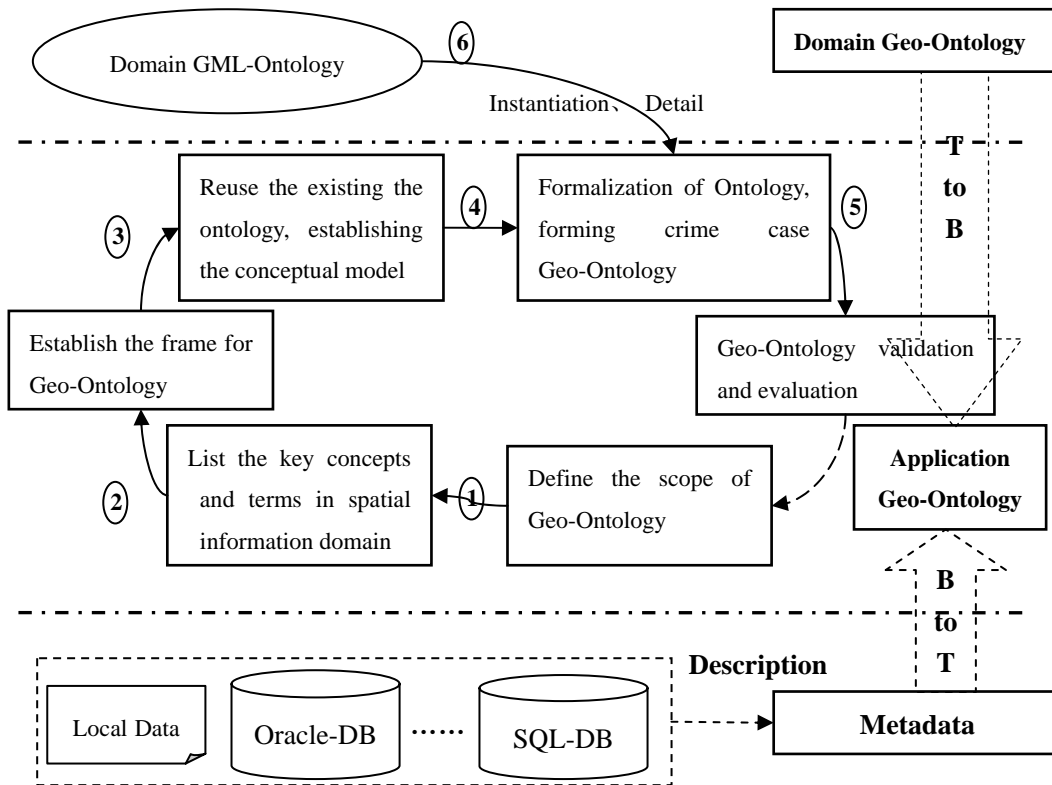 Domain GML-Ontology
6
Instantiation、 Detail
Domain Geo-Ontology
T
to
B
3
Reuse the existing the
ontology, establishing
the conceptual model
4
Formalization of Ontology,
forming crime case
Geo-Ontology
5
Establish the frame for
Geo-Ontology
Geo-Ontology validation
and evaluation
2
List the key concepts
and terms in spatial
information domain
1
Define the scope of
Geo-Ontology
Application
Geo-Ontology
B
to
T
Local Data
Oracle-DB
……
SQL-DB
Description
Metadata